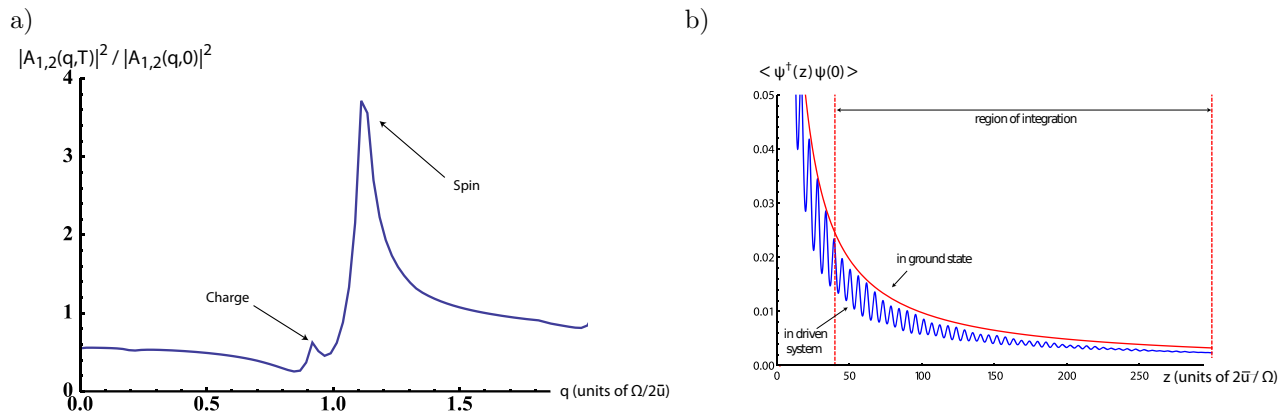 a)
|A1,2(q,T)|² / |A1,2(q,0)|²
4
3
2
1
0
0.0 0.5 1.0 1.5
q (units of Ω/2ū)
Charge
Spin
b)
< ψ†(z) ψ(0) >
0.05
0.04
0.03
0.02
0.01
0.00
0 50 100 150 200 250
z (units of 2ū / Ω)
region of integration
in ground state
in driven
system